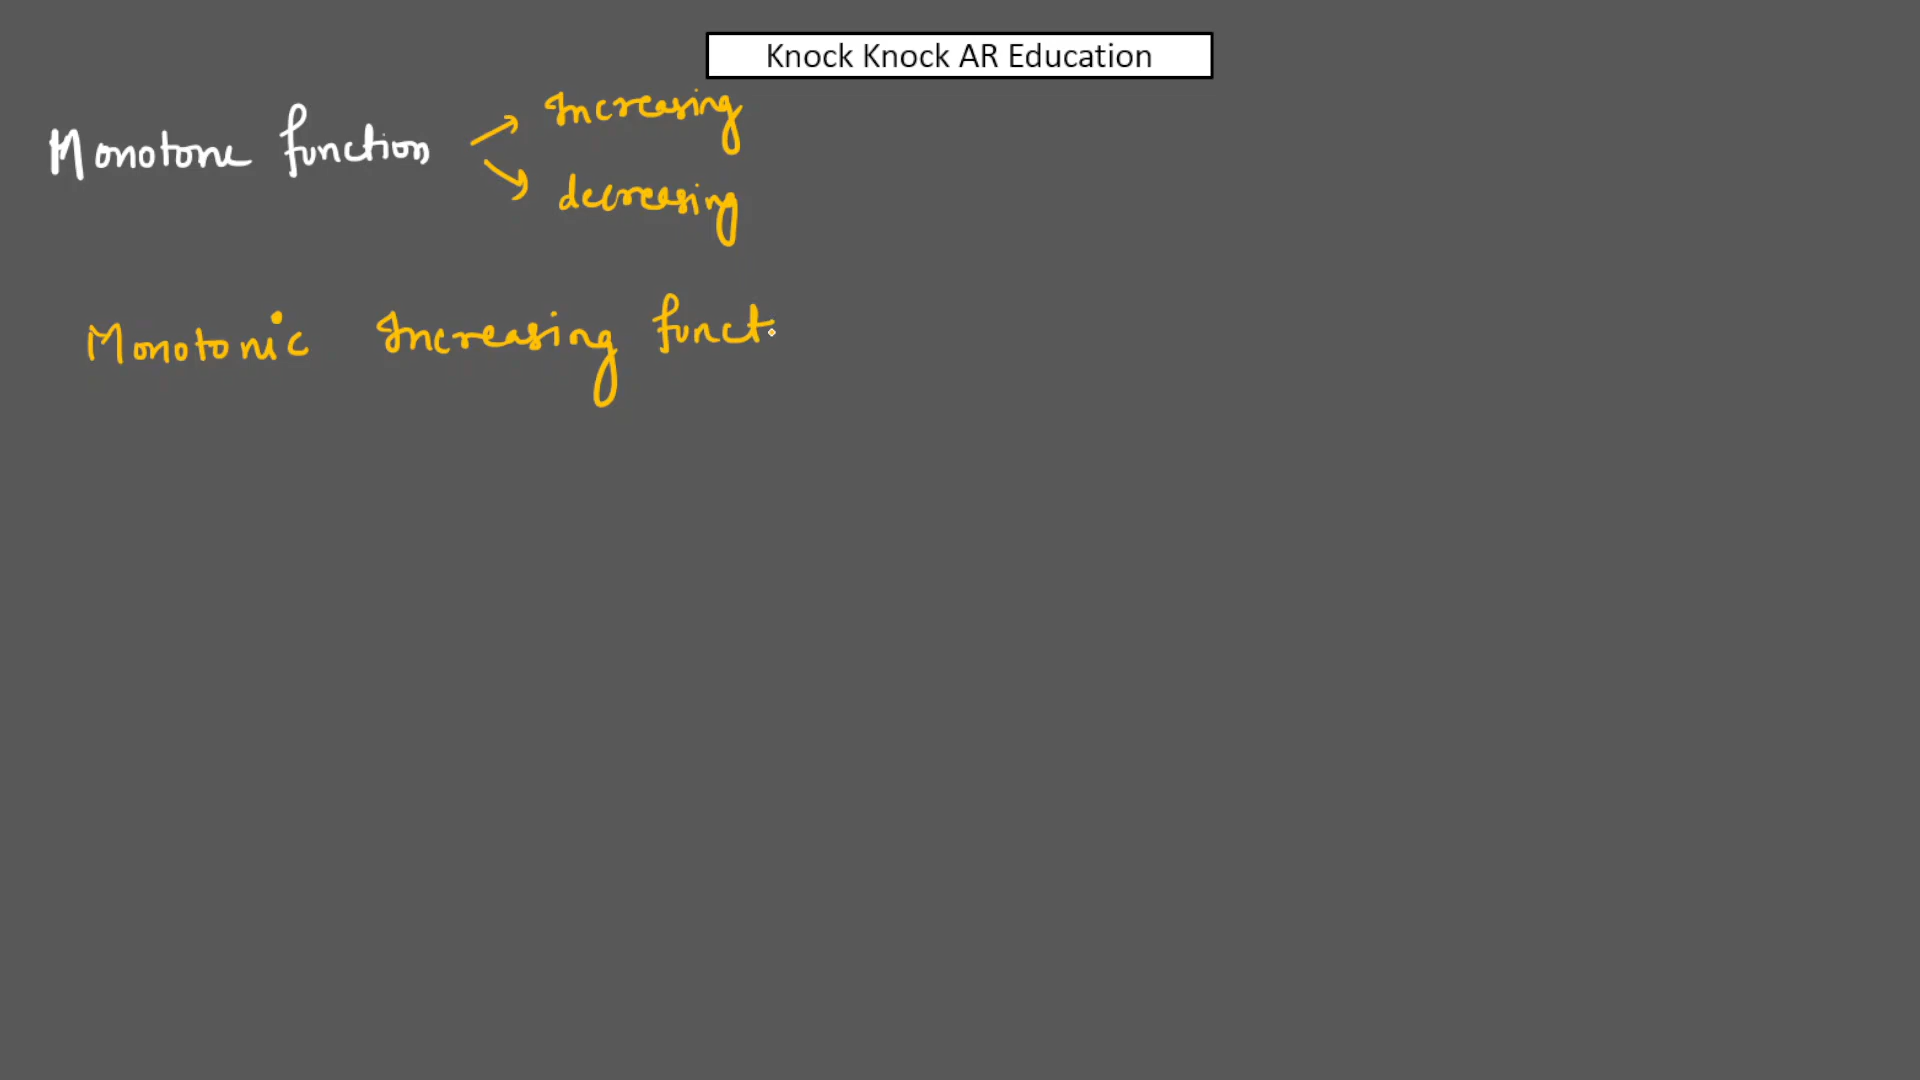 Knock Knock AR Education
Monotone function → Increasing
→ decreasing
Monotonic Increasing funct